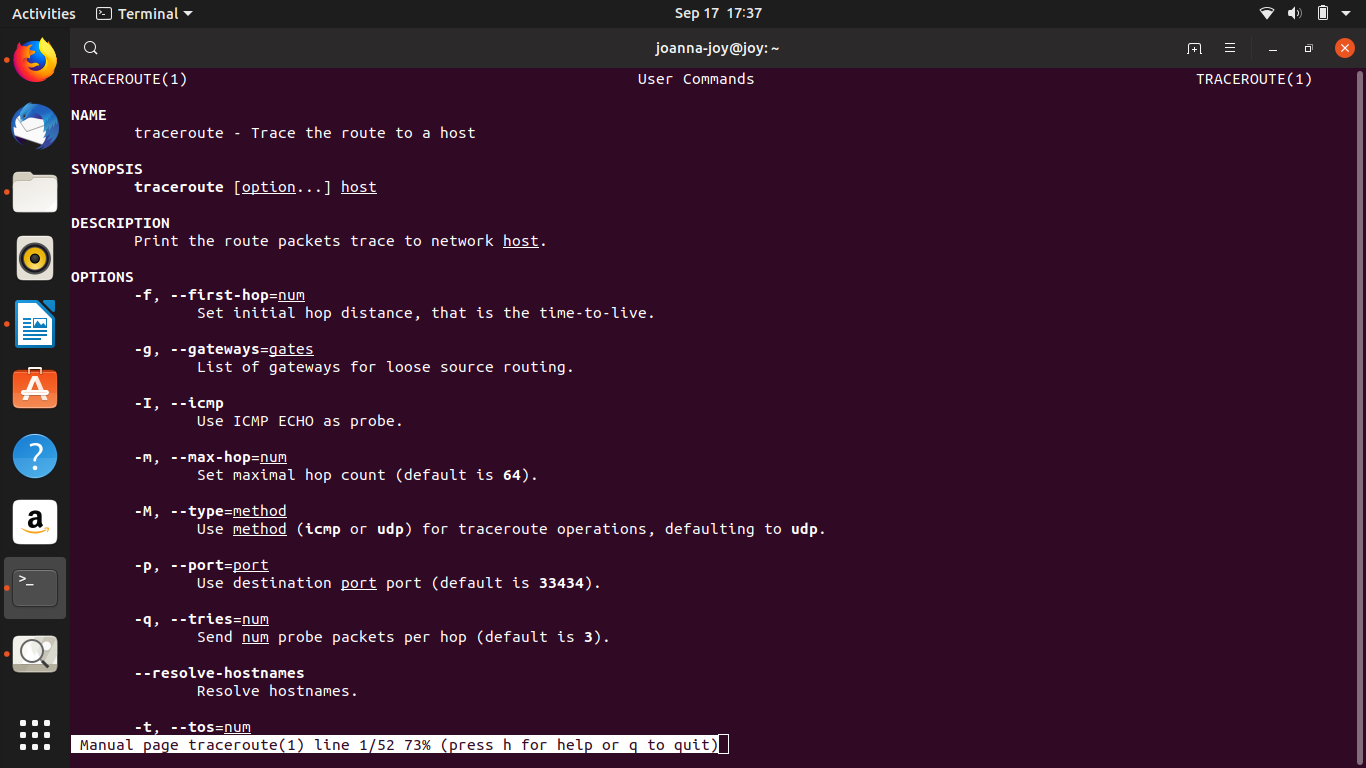 Activities Terminal Sep 17 17:37
joanna-joy@joy: ~
TRACEROUTE(1) User Commands TRACEROUTE(1)
NAME
traceroute - Trace the route to a host
SYNOPSIS
traceroute [option...] host
DESCRIPTION
Print the route packets trace to network host.
OPTIONS
-f, --first-hop=num
Set initial hop distance, that is the time-to-live.
-g, --gateways=gates
List of gateways for loose source routing.
-I, --icmp
Use ICMP ECHO as probe.
-m, --max-hop=num
Set maximal hop count (default is 64).
-M, --type=method
Use method (icmp or udp) for traceroute operations, defaulting to udp.
-p, --port=port
Use destination port port (default is 33434).
-q, --tries=num
Send num probe packets per hop (default is 3).
--resolve-hostnames
Resolve hostnames.
-t, --tos=num
Manual page traceroute(1) line 1/52 73% (press h for help or q to quit)